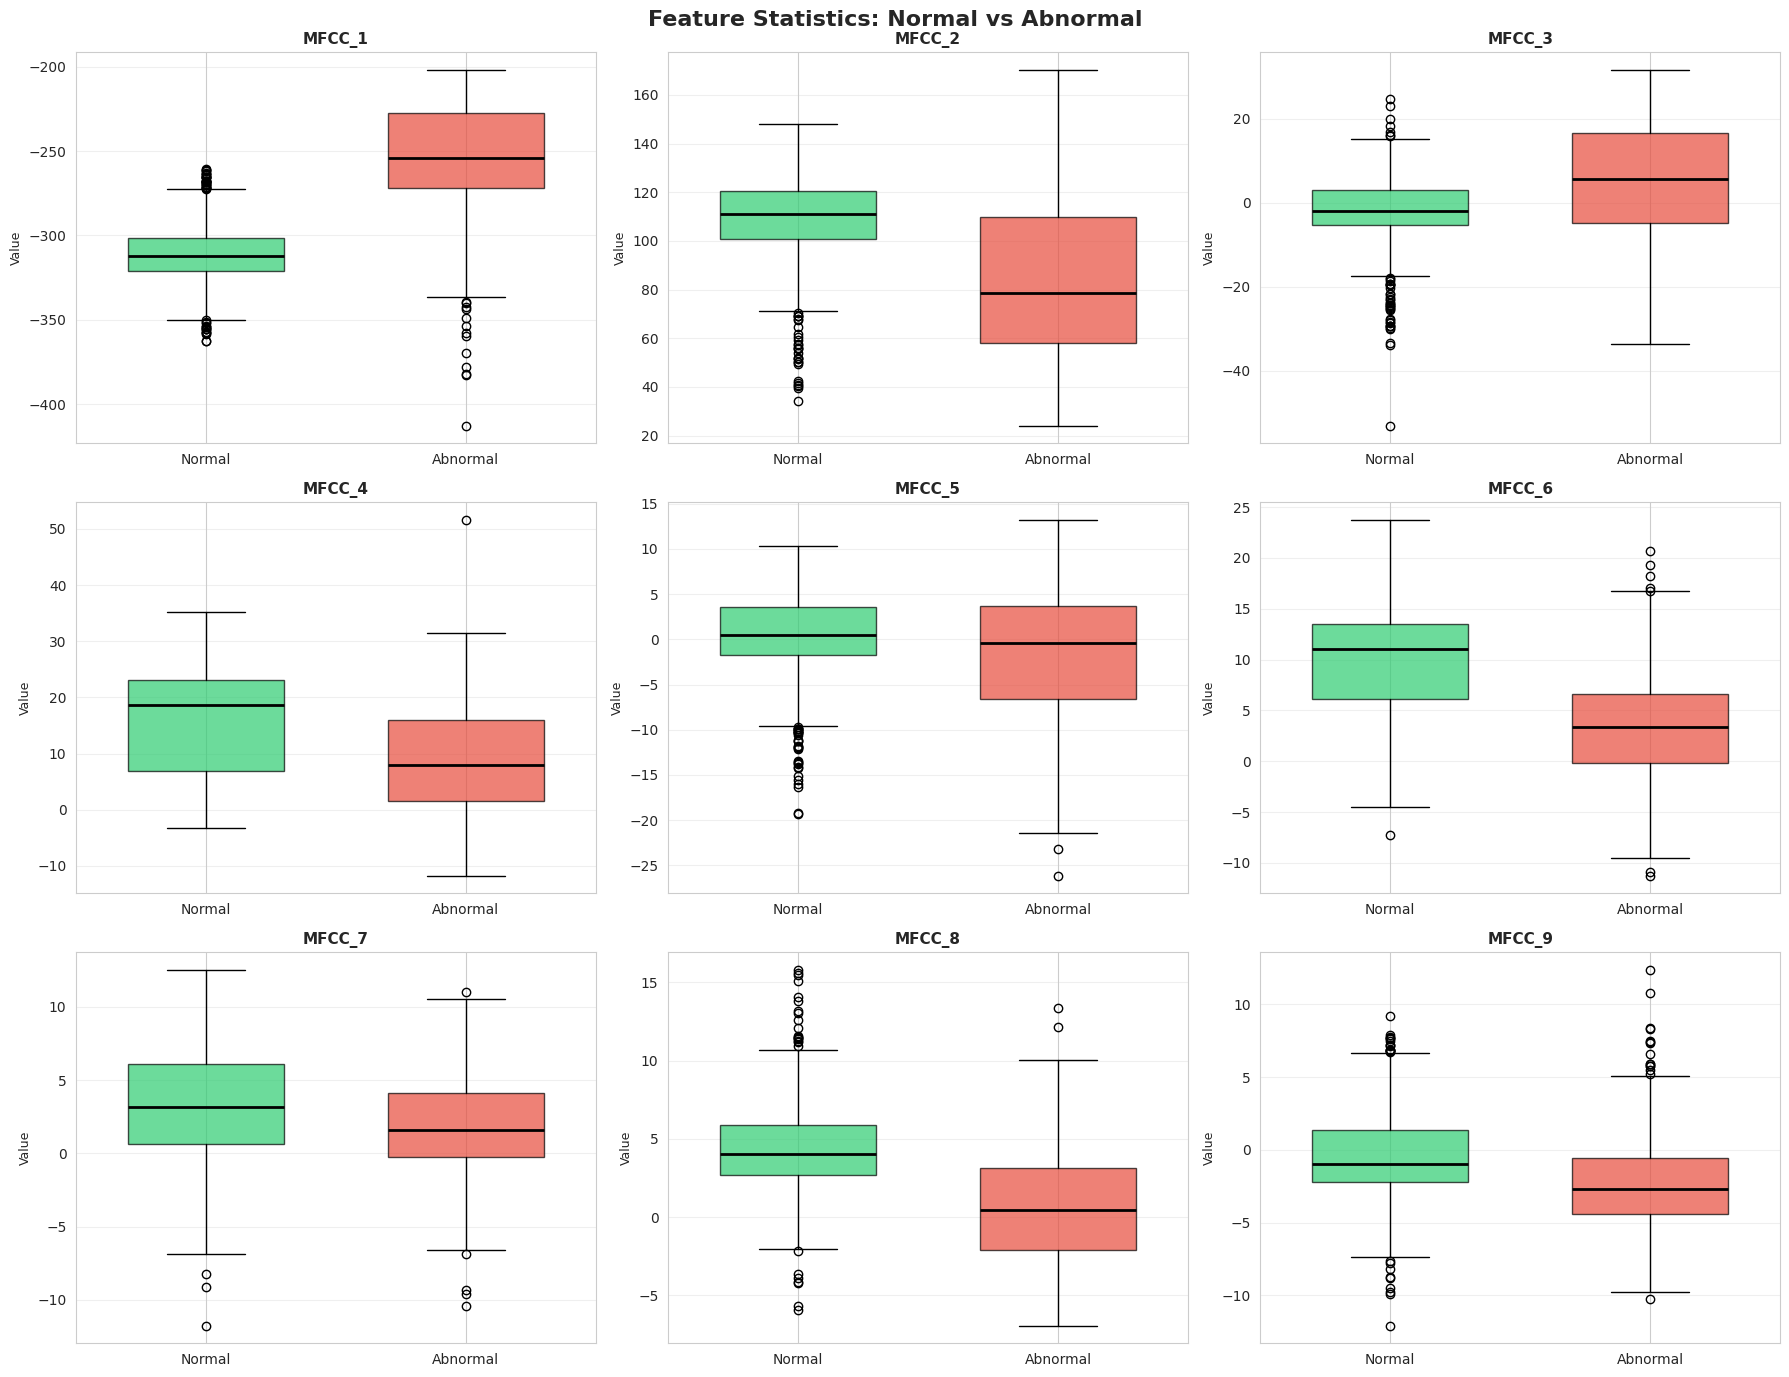 Feature Statistics: Normal vs Abnormal
MFCC_1
Value
−200
−250
−300
−350
−400
Normal Abnormal
MFCC_2
Value
160
140
120
100
80
60
40
20
Normal Abnormal
MFCC_3
Value
20
0
−20
−40
Normal Abnormal
MFCC_4
Value
50
40
30
20
10
0
−10
Normal Abnormal
MFCC_5
Value
15
10
5
0
−5
−10
−15
−20
−25
Normal Abnormal
MFCC_6
Value
25
20
15
10
5
0
−5
−10
Normal Abnormal
MFCC_7
Value
10
5
0
−5
−10
Normal Abnormal
MFCC_8
Value
15
10
5
0
−5
Normal Abnormal
MFCC_9
Value
10
5
0
−5
−10
Normal Abnormal